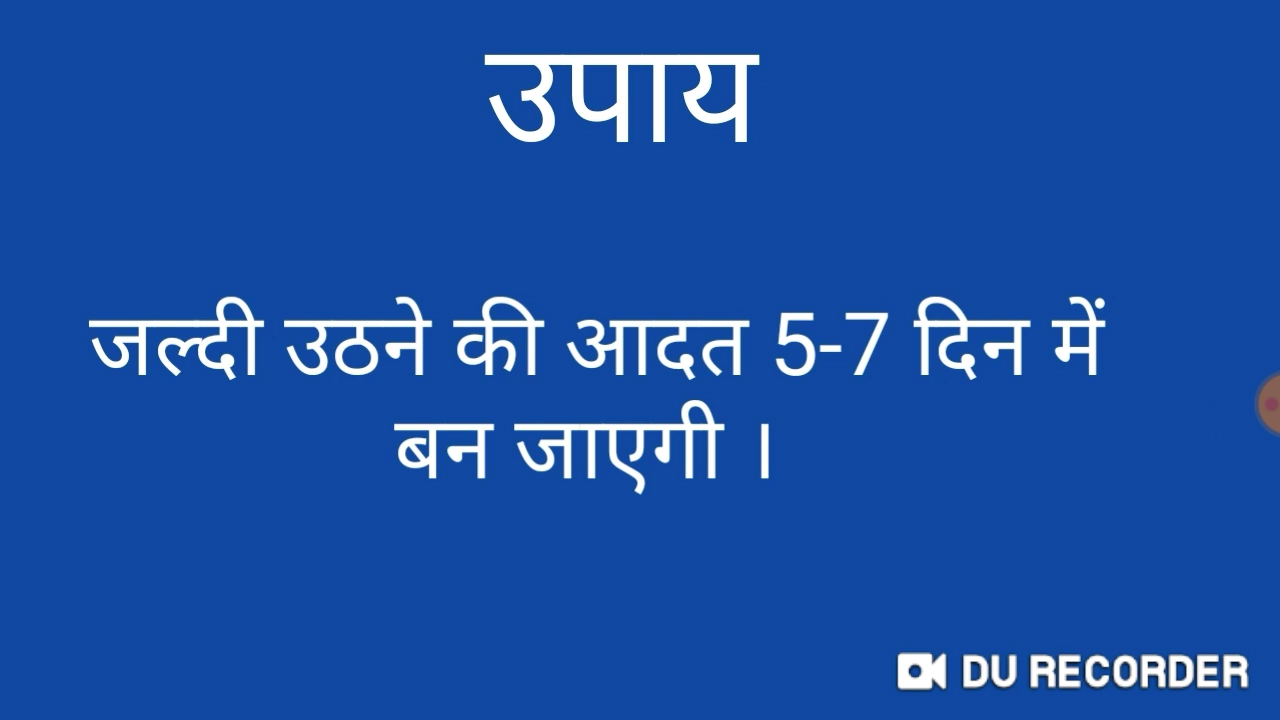 उपाय
जल्दी उठने की आदत 5-7 दिन में
बन जाएगी ।
DU RECORDER